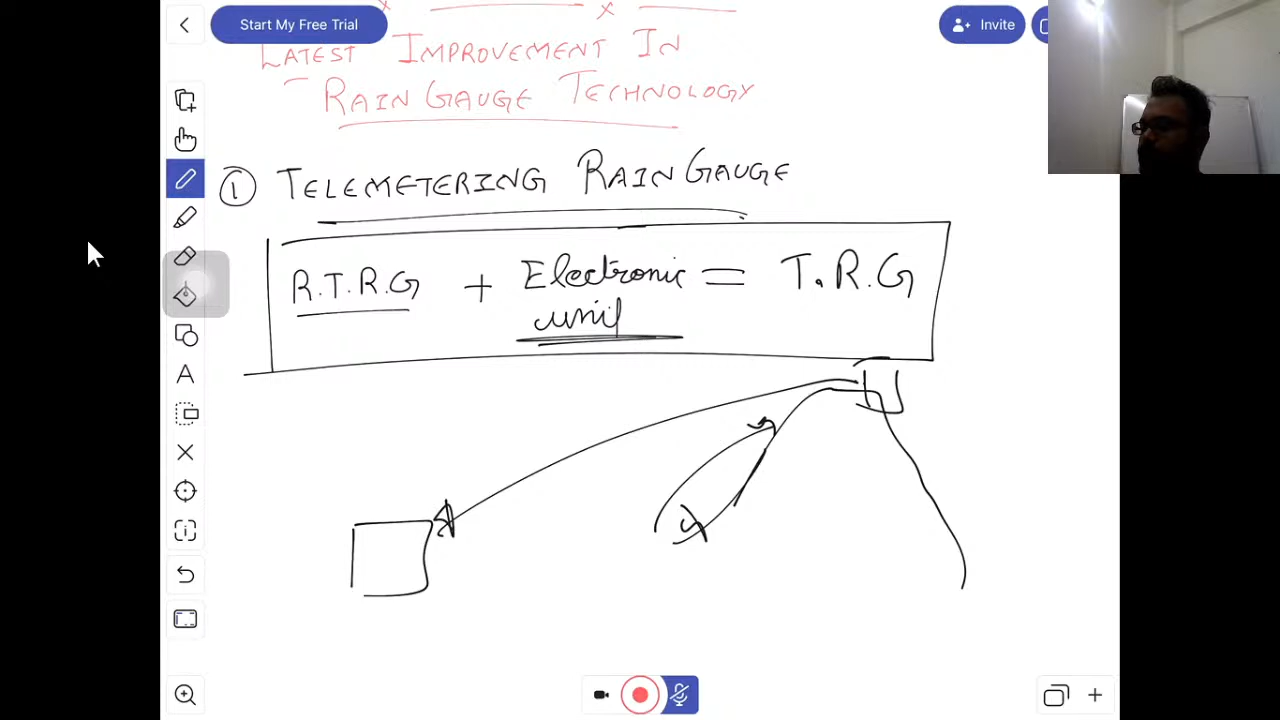 Start My Free Trial
Invite
LATEST IMPROVEMENT IN
RAIN GAUGE TECHNOLOGY
① TELEMETERING RAIN GAUGE
R.T.R.G + Electronic unit = T.R.G